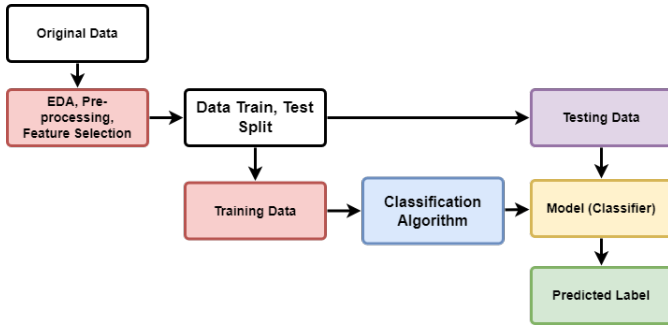 Original Data
EDA, Pre-
processing,
Feature Selection
Data Train, Test
Split
Testing Data
Training Data
Classification
Algorithm
Model (Classifier)
Predicted Label